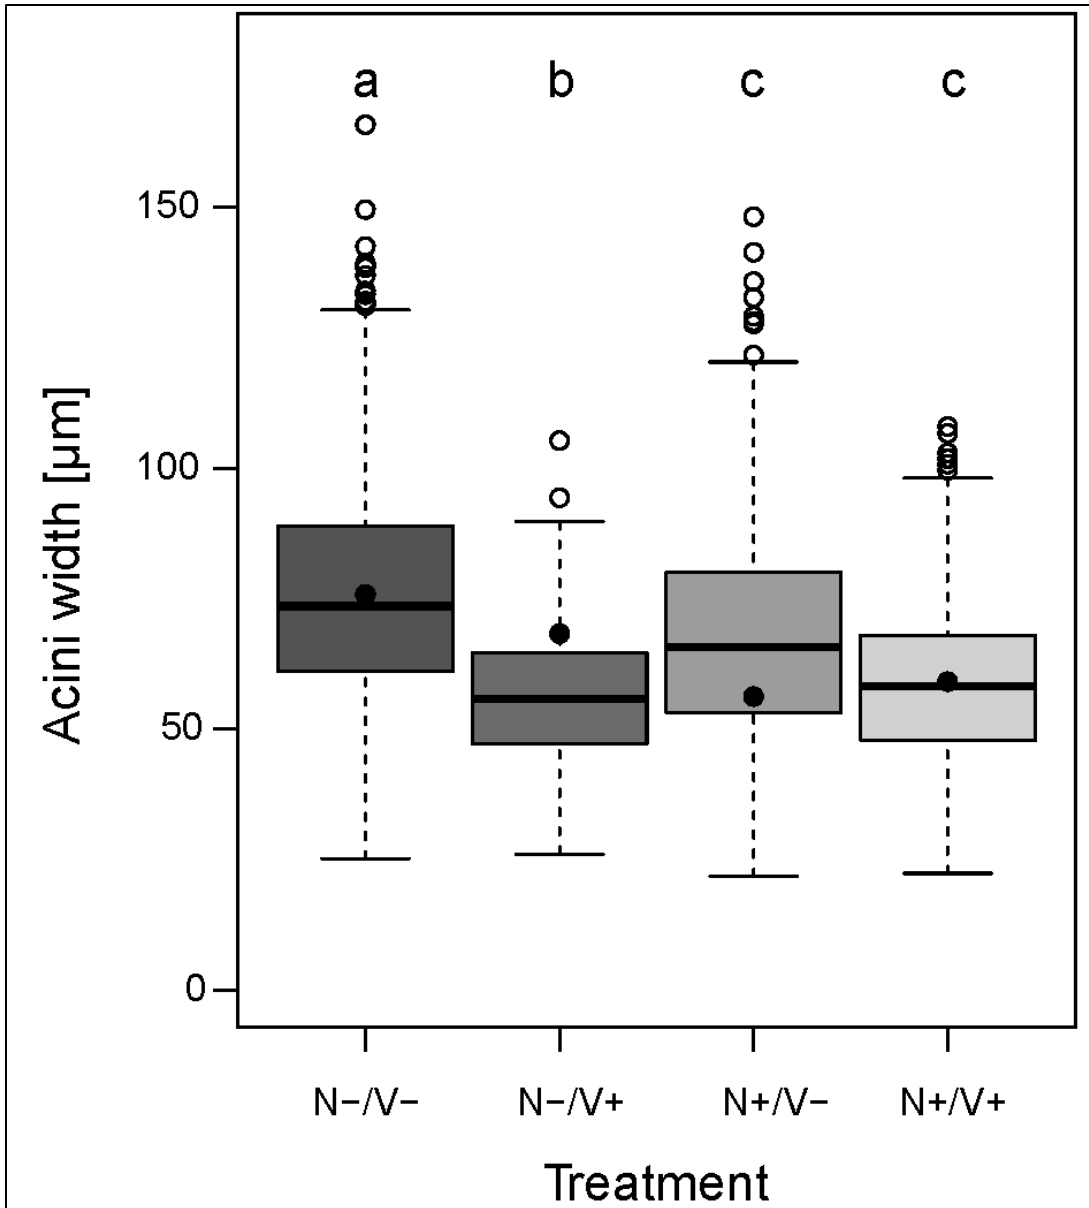 a b c c
150
100
50
0
Acini width [µm]
N−/V− N−/V+ N+/V− N+/V+
Treatment